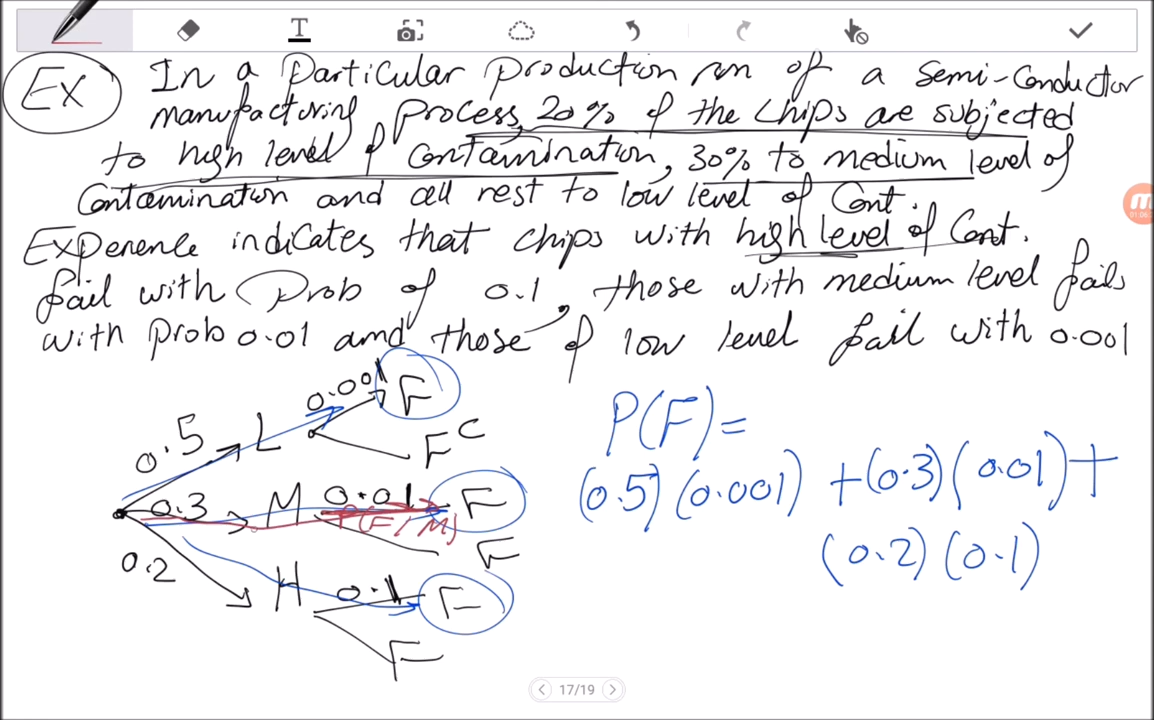 T
Ex
In a Particular Production run of a Semi-Conductor
manufacturing Process, 20% of the chips are subjected
to high level of Contamination, 30% to medium level of
Contamination and all rest to low level of Cont.
Experence indicates that chips with high level of Cont.
fail with Prob of 0.1, those with medium level fails
with prob 0.01 and those of low level fail with 0.001
0.5 L 0.001 F
F C
0.3 M 0.01 F
P(F/M)
F
0.2 H 0.1 F
F
P(F)=
(0.5)(0.001) +(0.3)(0.01)+
(0.2)(0.1)
17/19